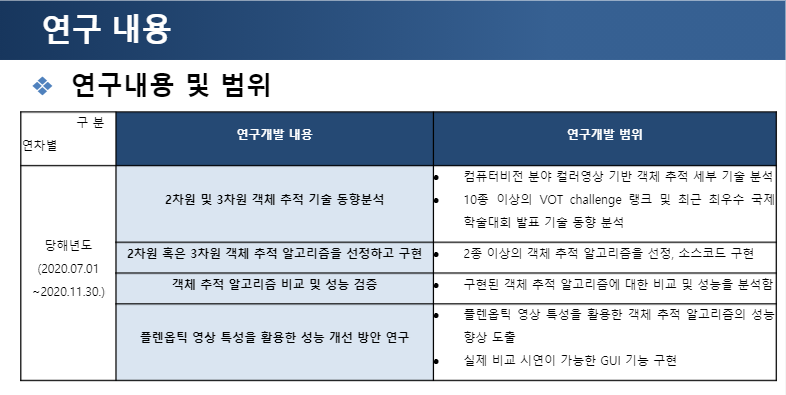 연구 내용
❖ 연구내용 및 범위
구 분
연차별
연구개발 내용
연구개발 범위
당해년도
(2020.07.01
~2020.11.30.)
2차원 및 3차원 객체 추적 기술 동향분석
● 컴퓨터비전 분야 컬러영상 기반 객체 추적 세부 기술 분석
● 10종 이상의 VOT challenge 랭크 및 최근 최우수 국제
학술대회 발표 기술 동향 분석
2차원 혹은 3차원 객체 추적 알고리즘을 선정하고 구현
● 2종 이상의 객체 추적 알고리즘을 선정, 소스코드 구현
객체 추적 알고리즘 비교 및 성능 검증
● 구현된 객체 추적 알고리즘에 대한 비교 및 성능을 분석함
플렌옵틱 영상 특성을 활용한 성능 개선 방안 연구
● 플렌옵틱 영상 특성을 활용한 객체 추적 알고리즘의 성능
향상 도출
● 실제 비교 시연이 가능한 GUI 기능 구현